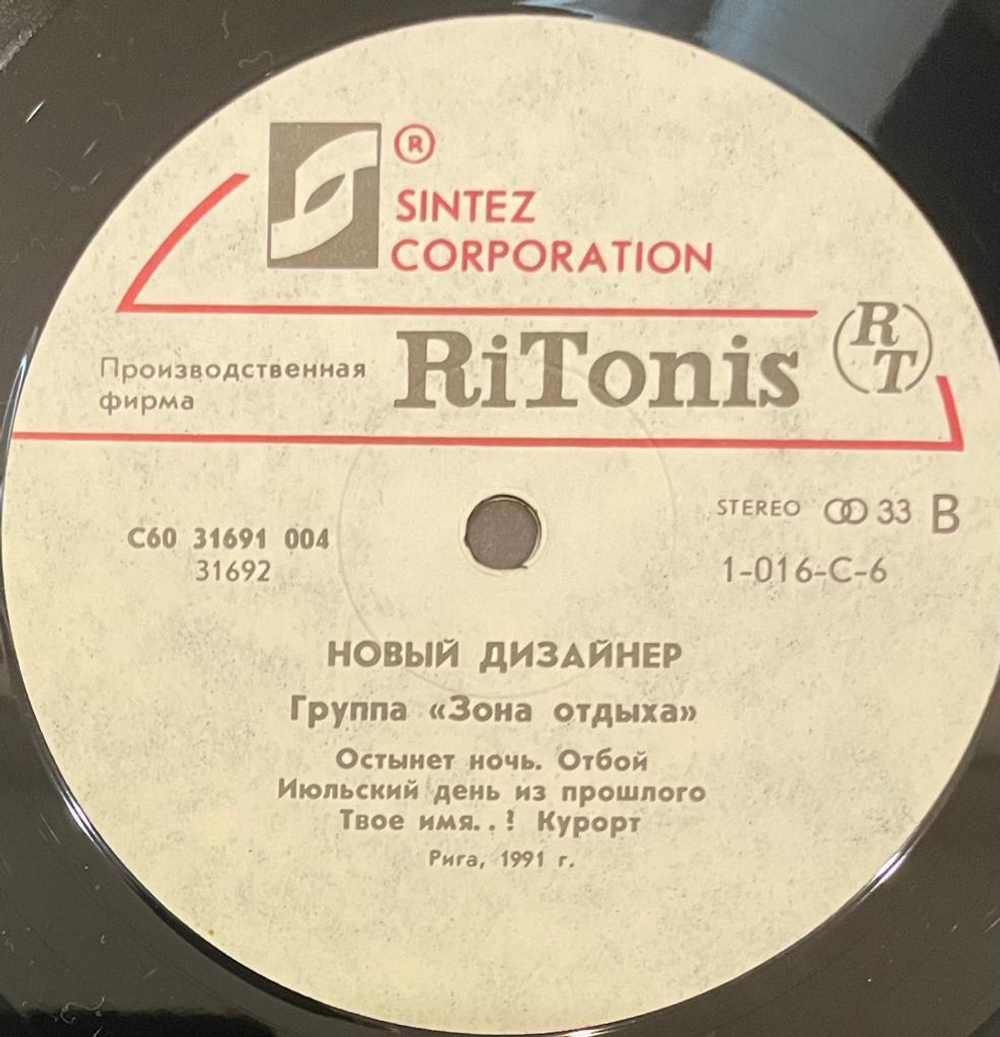 ®
SINTEZ
CORPORATION
Производственная
фирма
RiTonis
RT
STEREO 33 B
С60 31691 004
31692
1-016-С-6
НОВЫЙ ДИЗАЙНЕР
Группа «Зона отдыха»
Остынет ночь. Отбой
Июльский день из прошлого
Твое имя..! Курорт
Рига, 1991 г.